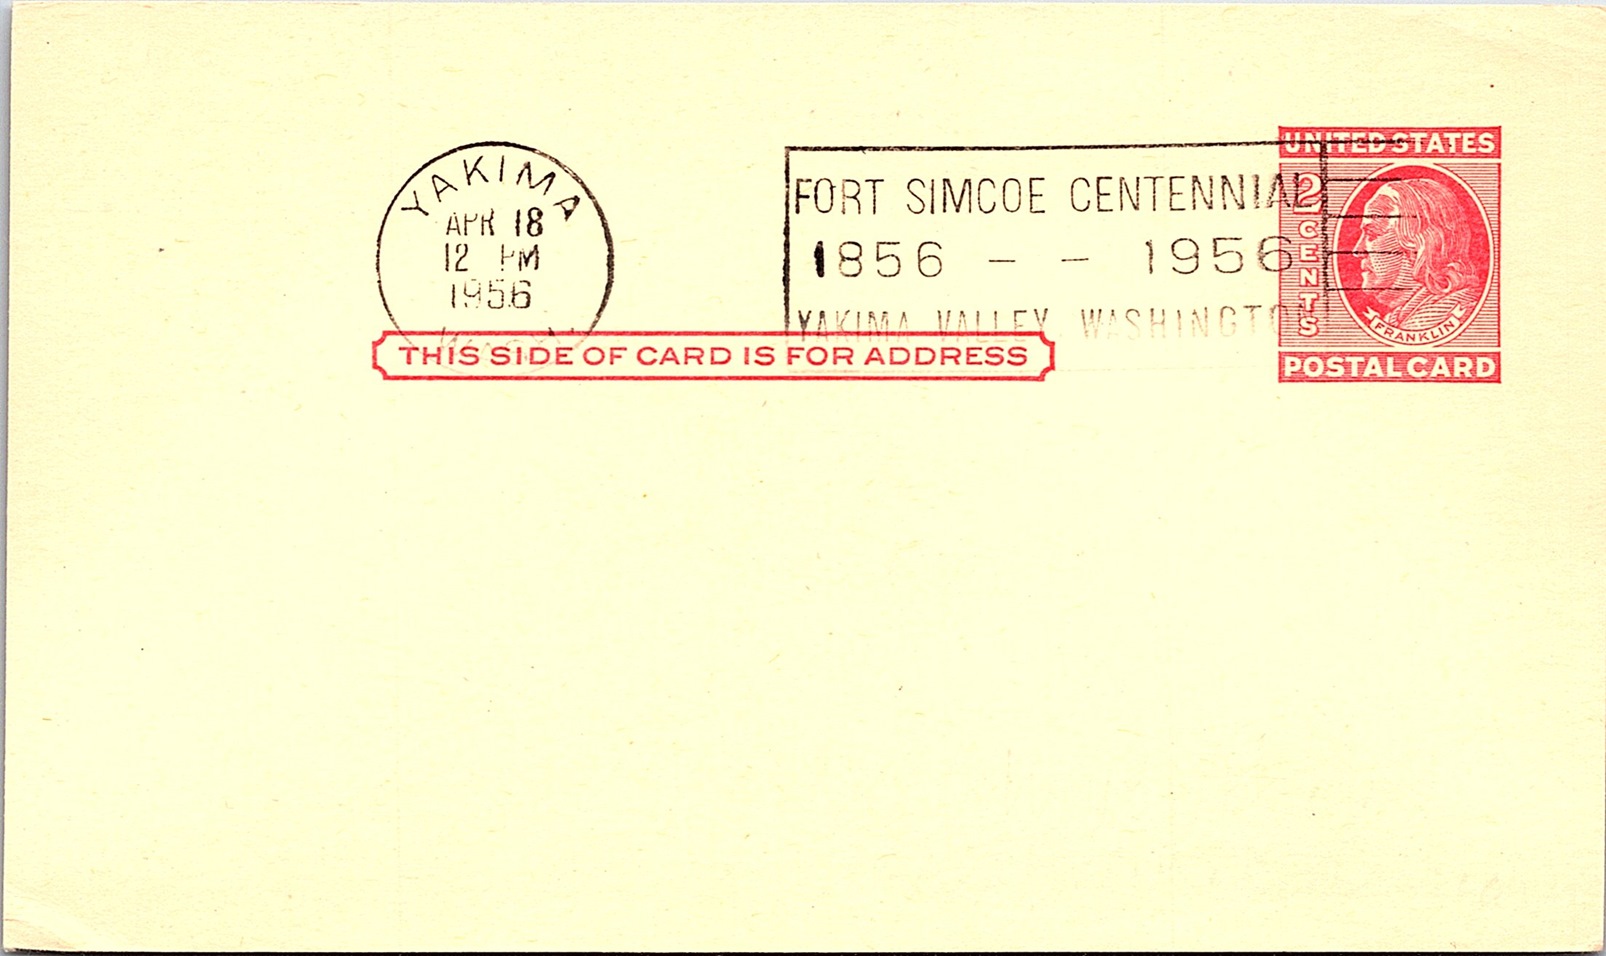 YAKIMA
APR 18
12 PM
1956
WASH.
FORT SIMCOE CENTENNIAL
1856 - - 1956
YAKIMA VALLEY, WASHINGTON
UNITED STATES
2 CENTS
FRANKLIN
POSTAL CARD
THIS SIDE OF CARD IS FOR ADDRESS